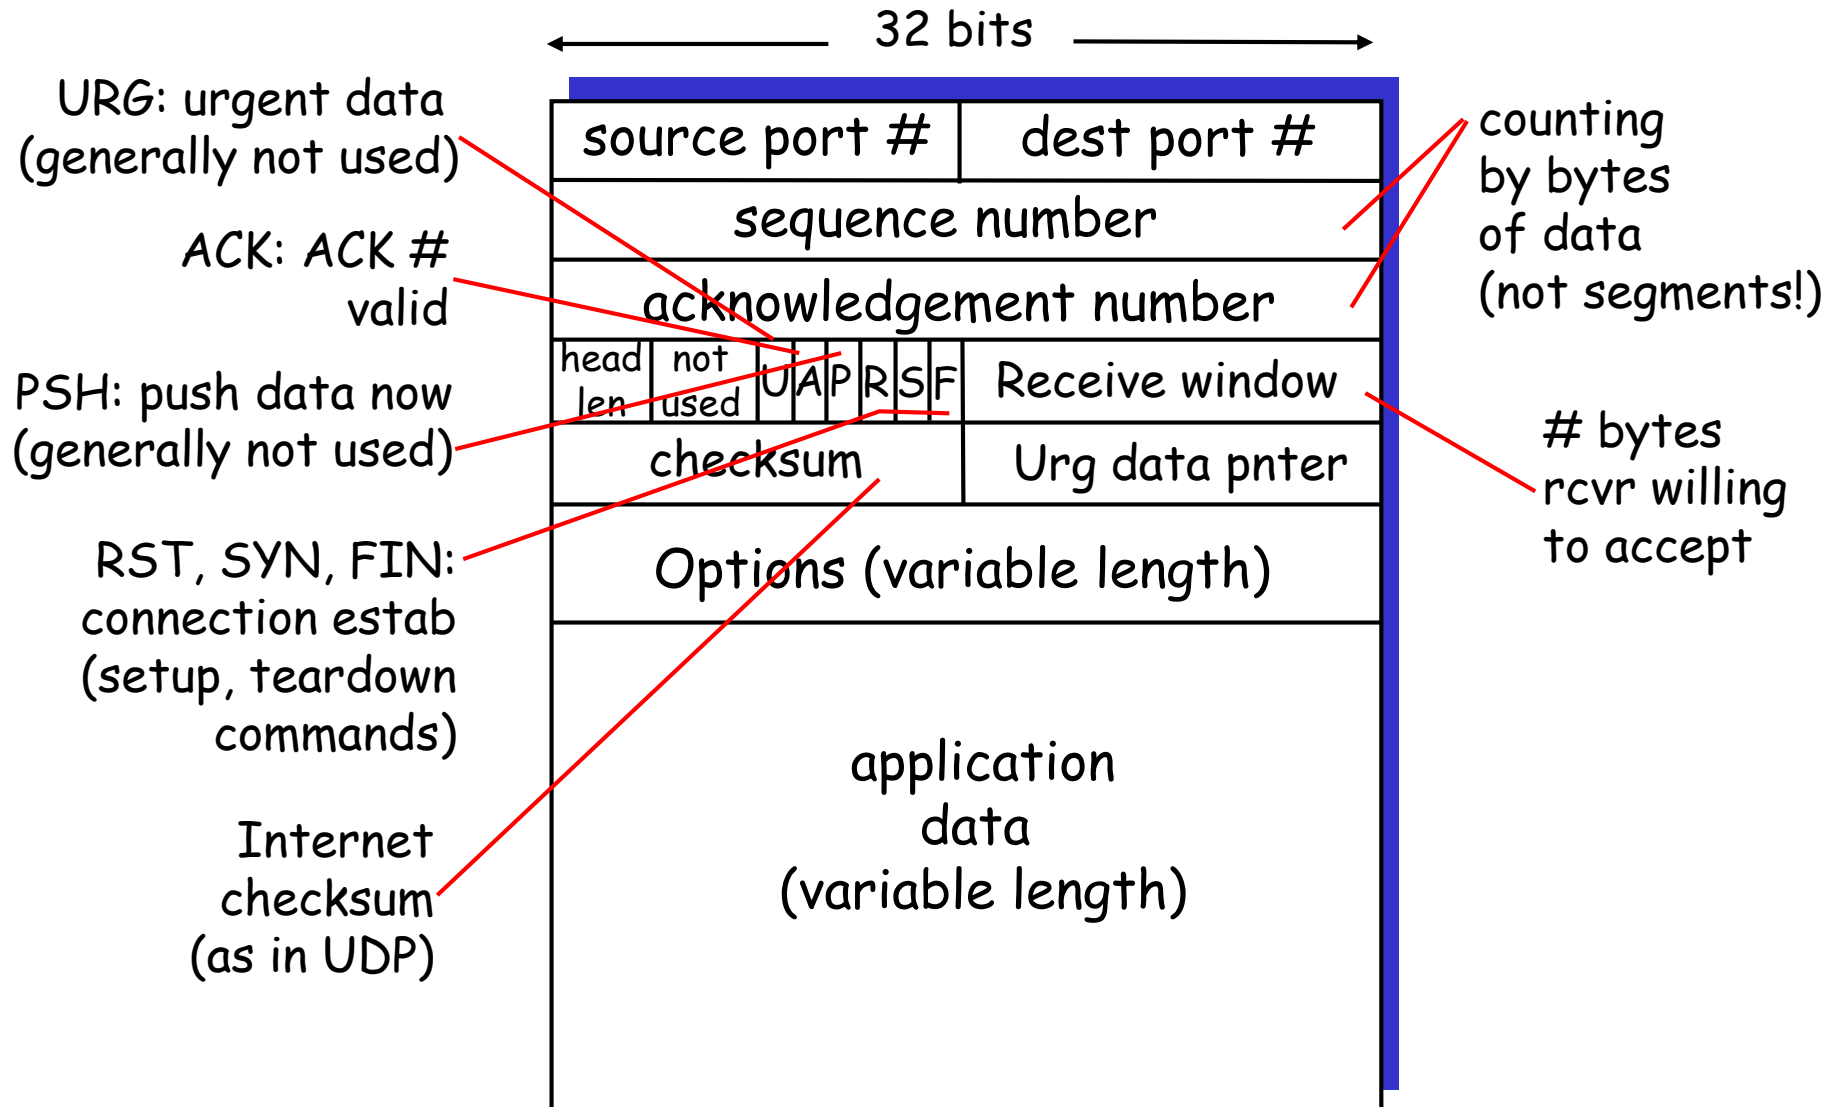 32 bits
URG: urgent data
(generally not used)
ACK: ACK #
valid
PSH: push data now
(generally not used)
RST, SYN, FIN:
connection estab
(setup, teardown
commands)
Internet
checksum
(as in UDP)
source port #
dest port #
sequence number
acknowledgement number
head
len
not
used
U
A
P
R
S
F
Receive window
checksum
Urg data pnter
Options (variable length)
application
data
(variable length)
counting
by bytes
of data
(not segments!)
# bytes
rcvr willing
to accept